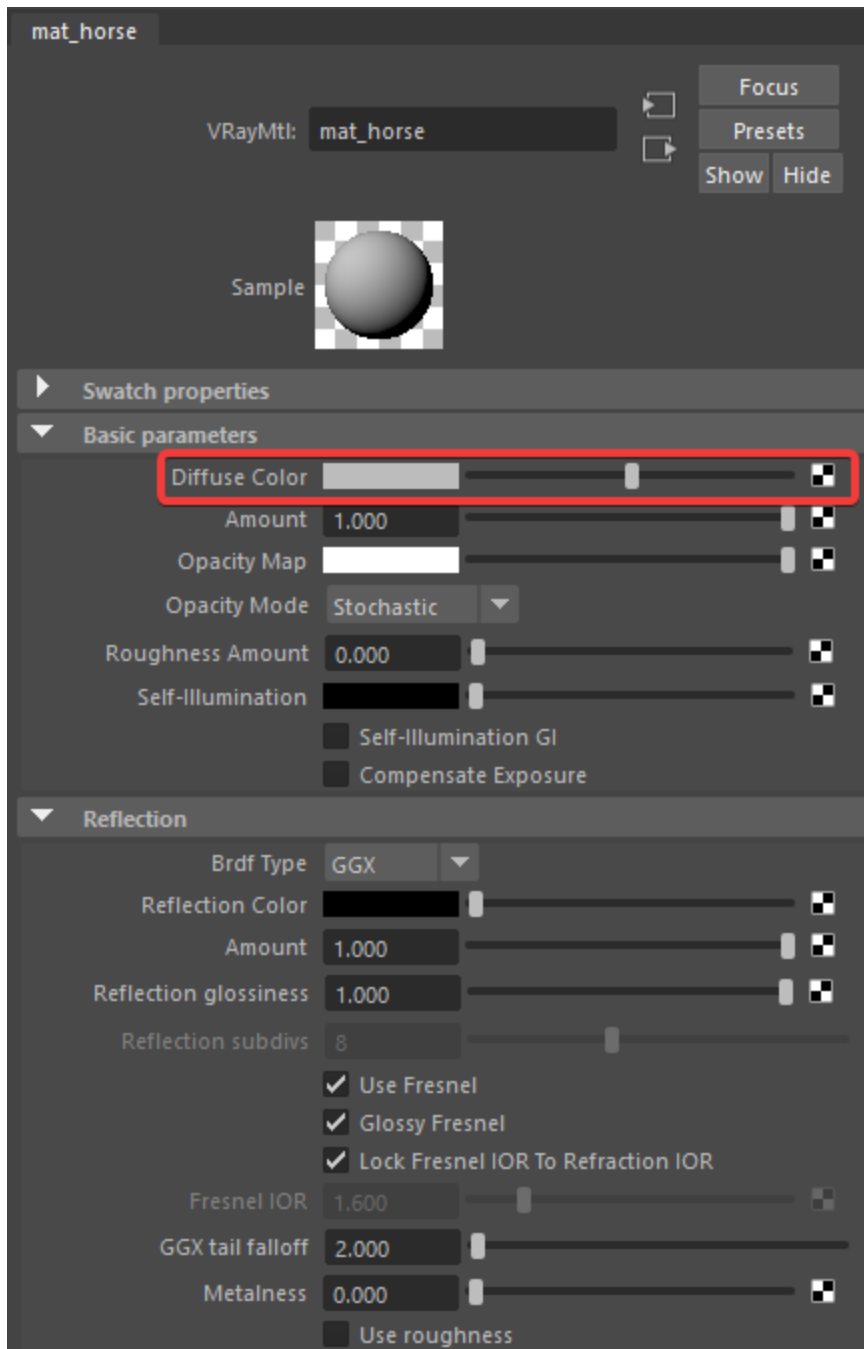 mat_horse
Focus
VRayMtl: mat_horse
Presets
Show Hide
Sample
Swatch properties
Basic parameters
Diffuse Color
Amount 1.000
Opacity Map
Opacity Mode Stochastic
Roughness Amount 0.000
Self-Illumination
Self-Illumination GI
Compensate Exposure
Reflection
Brdf Type GGX
Reflection Color
Amount 1.000
Reflection glossiness 1.000
Reflection subdivs 8
Use Fresnel
Glossy Fresnel
Lock Fresnel IOR To Refraction IOR
Fresnel IOR 1.600
GGX tail falloff 2.000
Metalness 0.000
Use roughness